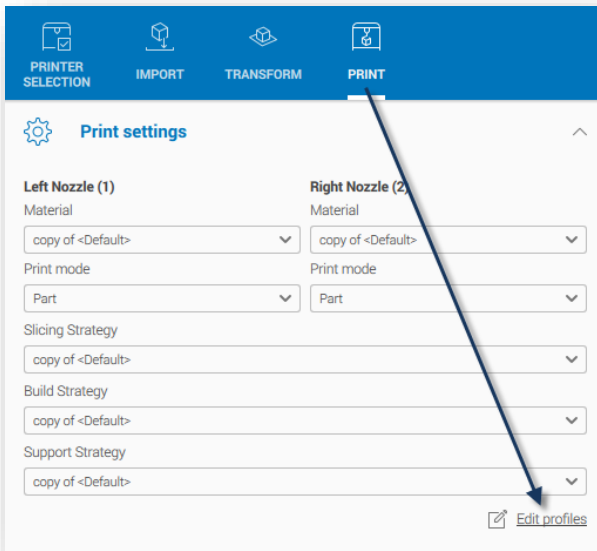 PRINTER
SELECTION
IMPORT
TRANSFORM
PRINT
Print settings
Left Nozzle (1)
Right Nozzle (2)
Material
Material
copy of <Default>
copy of <Default>
Print mode
Print mode
Part
Part
Slicing Strategy
copy of <Default>
Build Strategy
copy of <Default>
Support Strategy
copy of <Default>
Edit profiles